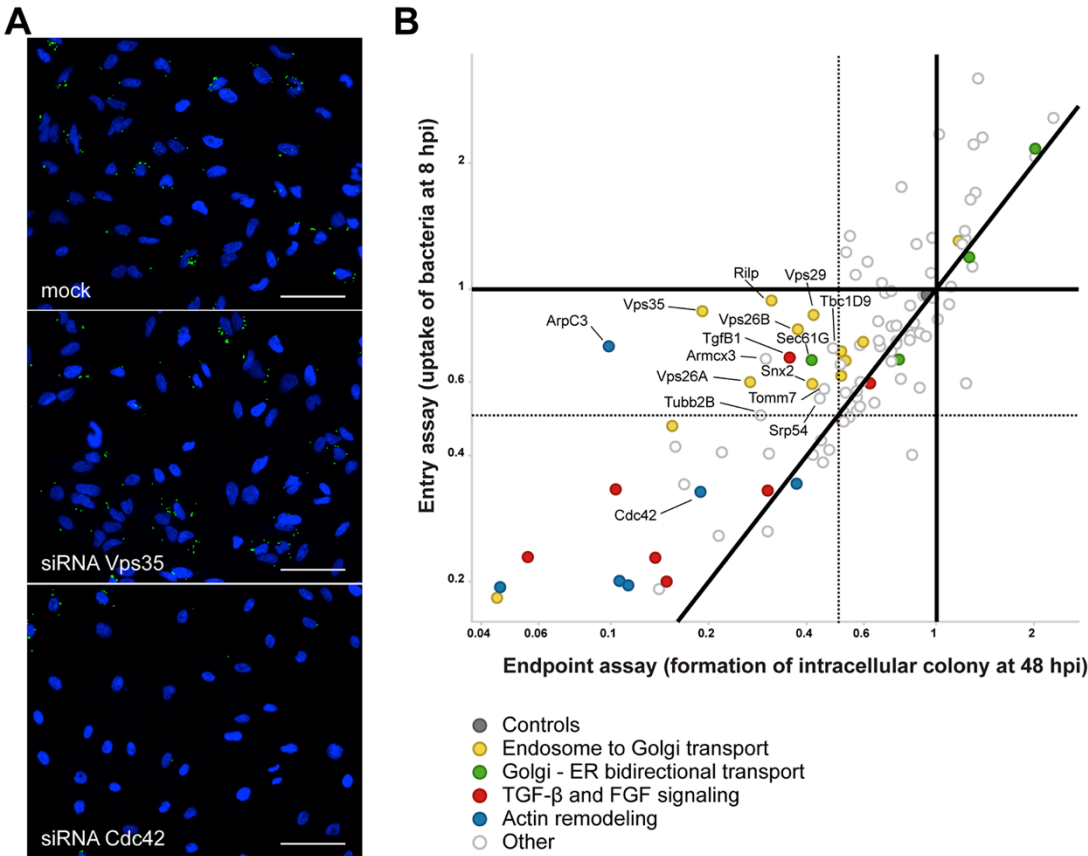 A
mock
siRNA Vps35
siRNA Cdc42
B
Entry assay (uptake of bacteria at 8 hpi)
2
1
0.6
0.4
0.2
Rilp
Vps29
Vps35
Tbc1D9
ArpC3
Vps26B
TgfB1
Sec61G
Armcx3
Snx2
Vps26A
Tomm7
Tubb2B
Srp54
Cdc42
0.04 0.06 0.1 0.2 0.4 0.6 1 2
Endpoint assay (formation of intracellular colony at 48 hpi)
Controls
Endosome to Golgi transport
Golgi - ER bidirectional transport
TGF-β and FGF signaling
Actin remodeling
Other